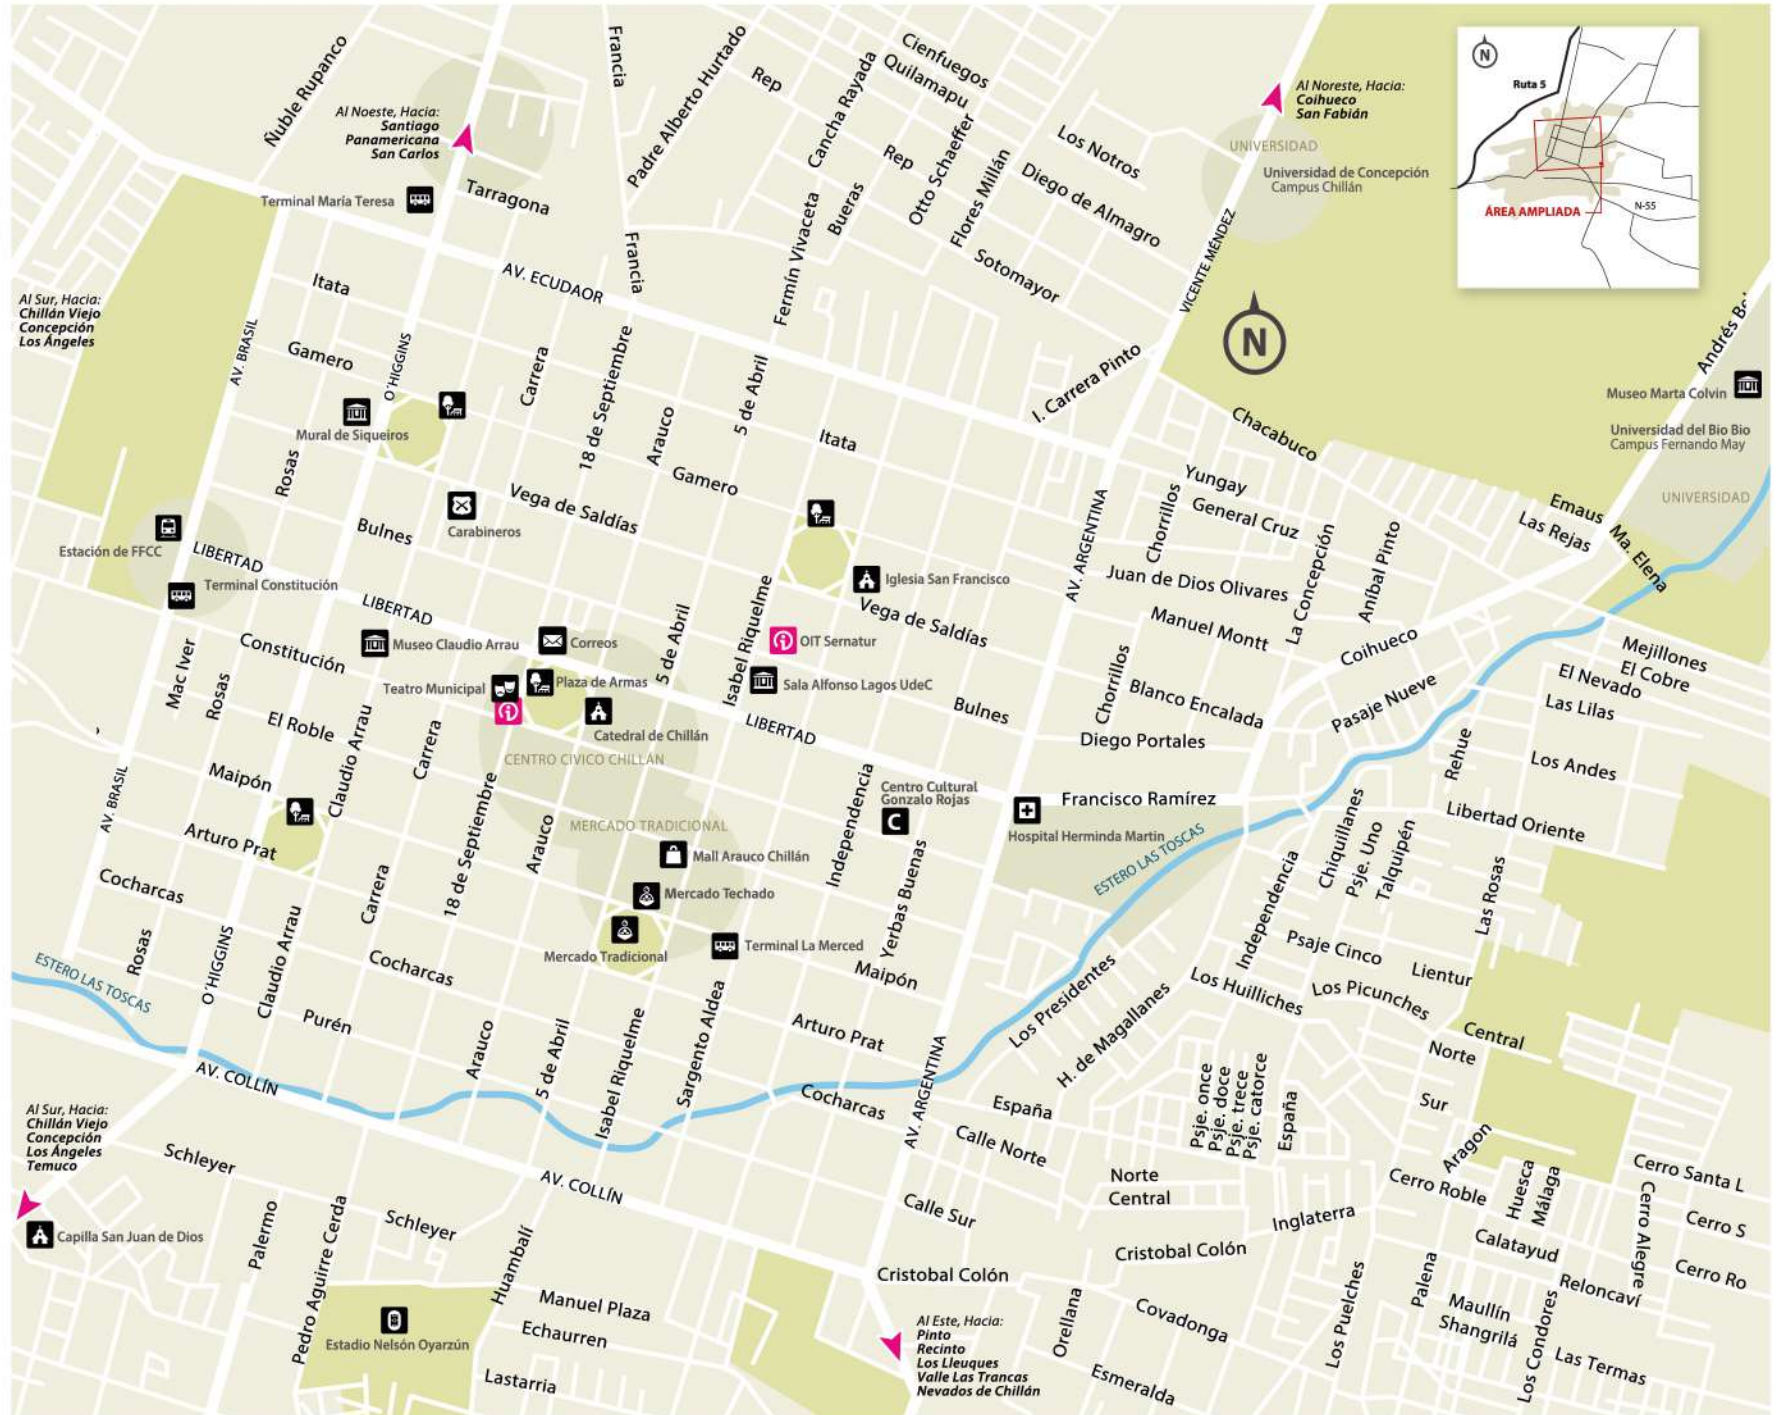 Ñuble Rupanco
Francia
Padre Alberto Hurtado
Rep
Cancha Rayada
Cienfuegos
Quilamapu
Rep
Otto Schaeffer
Flores Millán
Los Notros
Diego de Almagro
Sotomayor
Bueras
Fermín Vivaceta
Al Noeste, Hacia:
Santiago
Panamericana
San Carlos
Terminal María Teresa
Tarragona
Francia
AV. ECUDAOR
Al Noreste, Hacia:
Coihueco
San Fabián
UNIVERSIDAD
Universidad de Concepción
Campus Chillán
VICENTE MÉNDEZ
N
Ruta 5
N-55
ÁREA AMPLIADA
N
Al Sur, Hacia:
Chillán Viejo
Concepción
Los Ángeles
AV. BRASIL
Itata
Gamero
O´HIGGINS
Carrera
18 de Septiembre
Arauco
5 de Abril
Itata
Gamero
I. Carrera Pinto
Mural de Siqueiros
Rosas
Vega de Saldías
Bulnes
Carabineros
Chacabuco
Yungay
General Cruz
Chorrillos
AV. ARGENTINA
La Concepción
Aníbal Pinto
Juan de Dios Olivares
Manuel Montt
Emaus
Las Rejas
Ma. Elena
Museo Marta Colvin
Universidad del Bio Bio
Campus Fernando May
UNIVERSIDAD
Estación de FFCC
LIBERTAD
Terminal Constitución
LIBERTAD
Constitución
Museo Claudio Arrau
Correos
Teatro Municipal
Plaza de Armas
Catedral de Chillán
CENTRO CIVICO CHILLÁN
5 de Abril
Isabel Riquelme
Iglesia San Francisco
Vega de Saldías
OIT Sernatur
Sala Alfonso Lagos UdeC
LIBERTAD
Bulnes
Chorrillos
Blanco Encalada
Diego Portales
Coihueco
Pasaje Nueve
Mejillones
El Cobre
El Nevado
Las Lilas
Los Andes
Rehue
Libertad Oriente
Mac Iver
Rosas
El Roble
Claudio Arrau
Carrera
Maipón
Arturo Prat
AV. BRASIL
Cocharcas
18 de Septiembre
Arauco
MERCADO TRADICIONAL
Mall Arauco Chillán
Mercado Techado
Mercado Tradicional
Terminal La Merced
Independencia
Centro Cultural
Gonzalo Rojas
C
Yerbas Buenas
Francisco Ramírez
Hospital Herminda Martin
ESTERO LAS TOSCAS
Chiquillanes
Psje. Uno
Talquipén
Las Rosas
Independencia
Psaje Cinco
Lientur
Los Huilliches
Los Picunches
Central
Norte
Sur
Aragon
Carrera
Rosas
O´HIGGINS
Claudio Arrau
ESTERO LAS TOSCAS
Purén
Cocharcas
Arauco
5 de Abril
Isabel Riquelme
Sargento Aldea
Maipón
Arturo Prat
Cocharcas
AV. ARGENTINA
Los Presidentes
H. de Magallanes
España
Calle Norte
Calle Sur
Psje. once
Psje. doce
Psje. trece
Psje. catorce
España
Norte
Central
Inglaterra
Cristobal Colón
Cristobal Colón
AV. COLLÍN
AV. COLLÍN
Al Sur, Hacia:
Chillán Viejo
Concepción
Los Ángeles
Temuco
Capilla San Juan de Dios
Schleyer
Schleyer
Palermo
Pedro Aguirre Cerda
Huambalí
Estadio Nelsón Oyarzún
Manuel Plaza
Echaurren
Lastarria
Al Este, Hacia:
Pinto
Recinto
Los Lleuques
Valle Las Trancas
Nevados de Chillán
Orellana
Covadonga
Esmeralda
Los Puelches
Palena
Cerro Roble
Huesca
Málaga
Calatayud
Reloncaví
Maullín
Shangrilá
Los Condores
Las Termas
Cerro Alegre
Cerro Santa L
Cerro S
Cerro Ro